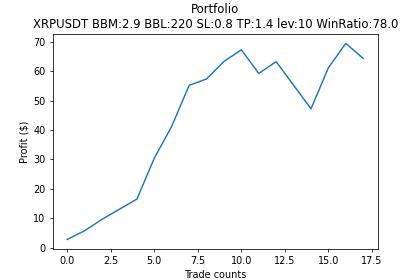 Portfolio
XRPUSDT BBM:2.9 BBL:220 SL:0.8 TP:1.4 lev:10 WinRatio:78.0
Profit ($)
70
60
50
40
30
20
10
0
0.0 2.5 5.0 7.5 10.0 12.5 15.0 17.5
Trade counts